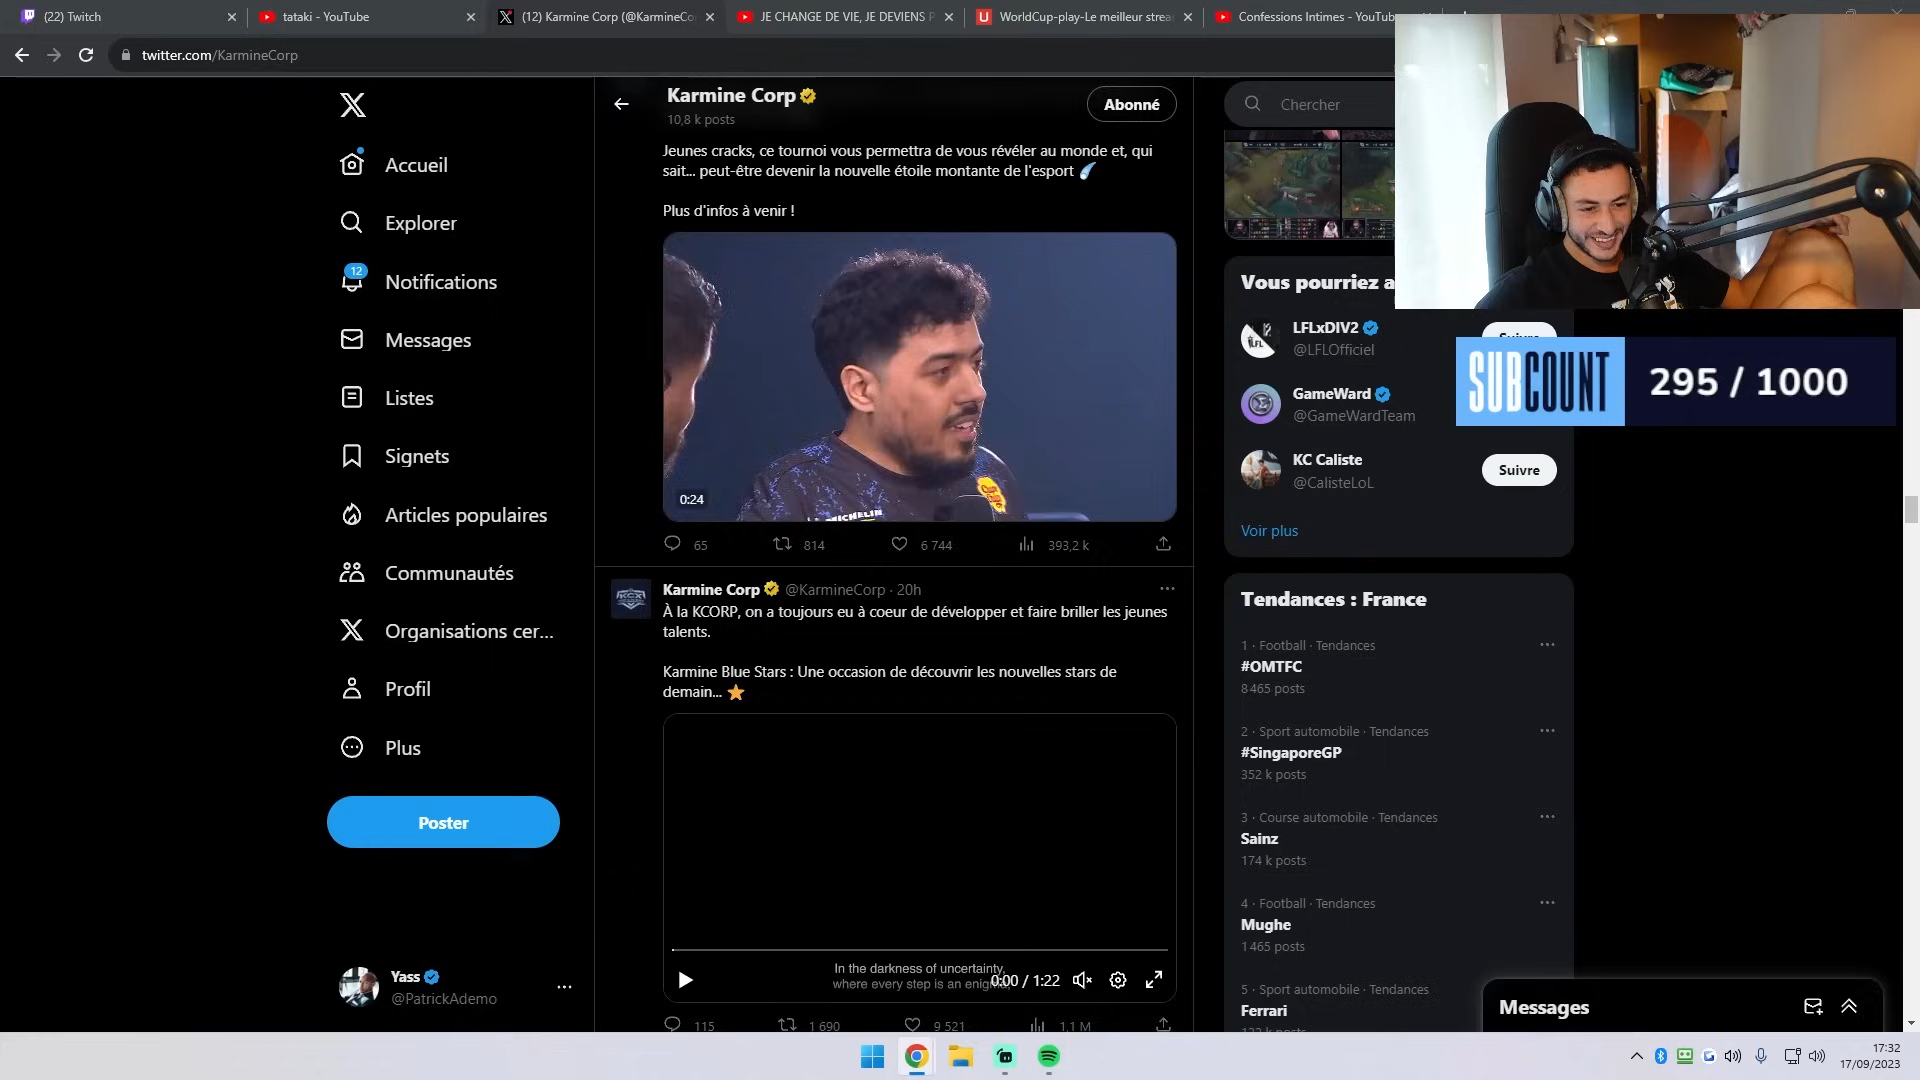 (22) Twitch
tataki - YouTube
(12) Karmine Corp (@KarmineCo
JE CHANGE DE VIE, JE DEVIENS P
WorldCup-play-Le meilleur strea
Confessions Intimes - YouTub
twitter.com/KarmineCorp
Karmine Corp
10,8 k posts
Abonné
Chercher
Accueil
Explorer
12
Notifications
Messages
Listes
Signets
Articles populaires
Communautés
Organisations cer...
Profil
Plus
Poster
Yass
@PatrickAdemo
Jeunes cracks, ce tournoi vous permettra de vous révéler au monde et, qui
sait... peut-être devenir la nouvelle étoile montante de l'esport
Plus d'infos à venir !
MICHELIN
0:24
65
814
6 744
393,2 k
Karmine Corp @KarmineCorp · 20h
À la KCORP, on a toujours eu à coeur de développer et faire briller les jeunes
talents.
Karmine Blue Stars : Une occasion de découvrir les nouvelles stars de
demain...
In the darkness of uncertainty,
where every step is an enigma
0:00 / 1:22
115
1 690
9 521
1,1 M
Vous pourriez a
LFLxDIV2
@LFLOfficiel
Suivre
GameWard
@GameWardTeam
KC Caliste
@CalisteLoL
Suivre
Voir plus
SUBCOUNT
295 / 1000
Tendances : France
1 · Football · Tendances
#OMTFC
8 465 posts
2 · Sport automobile · Tendances
#SingaporeGP
352 k posts
3 · Course automobile · Tendances
Sainz
174 k posts
4 · Football · Tendances
Mughe
1 465 posts
5 · Sport automobile · Tendances
Ferrari
Messages
17:32
17/09/2023